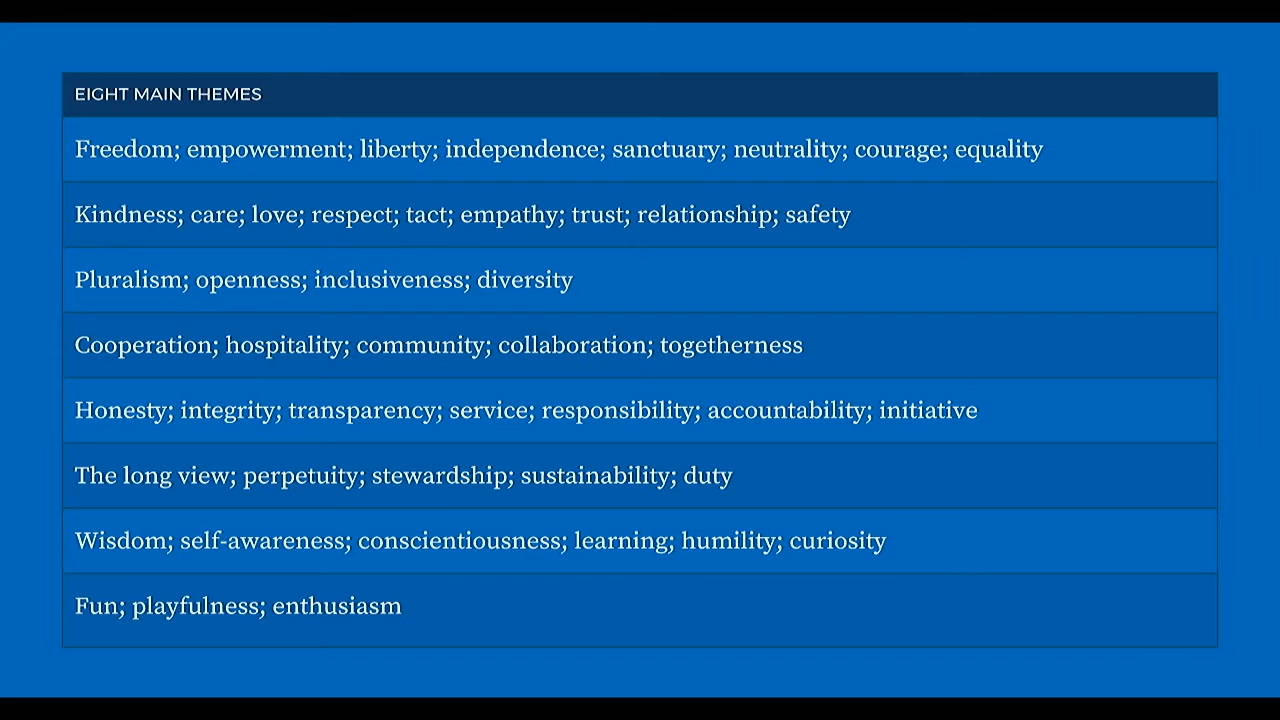 EIGHT MAIN THEMES
Freedom; empowerment; liberty; independence; sanctuary; neutrality; courage; equality
Kindness; care; love; respect; tact; empathy; trust; relationship; safety
Pluralism; openness; inclusiveness; diversity
Cooperation; hospitality; community; collaboration; togetherness
Honesty; integrity; transparency; service; responsibility; accountability; initiative
The long view; perpetuity; stewardship; sustainability; duty
Wisdom; self-awareness; conscientiousness; learning; humility; curiosity
Fun; playfulness; enthusiasm